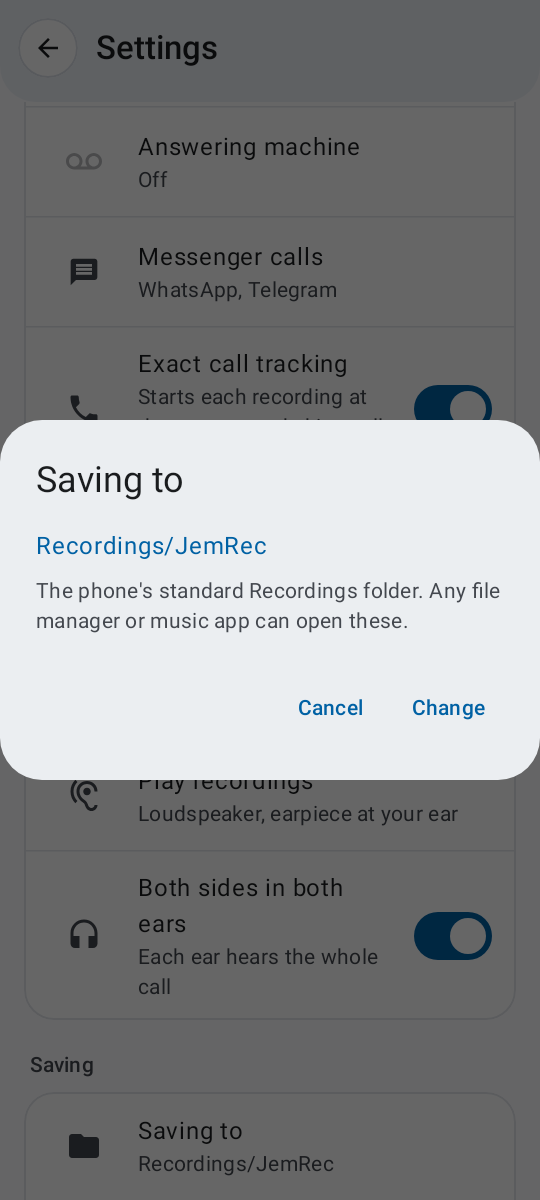 Settings
Answering machine
Off
Messenger calls
WhatsApp, Telegram
Exact call tracking
Starts each recording at
Saving to
Recordings/JemRec
The phone's standard Recordings folder. Any file
manager or music app can open these.
Cancel
Change
Play recordings
Loudspeaker, earpiece at your ear
Both sides in both
ears
Each ear hears the whole
call
Saving
Saving to
Recordings/JemRec